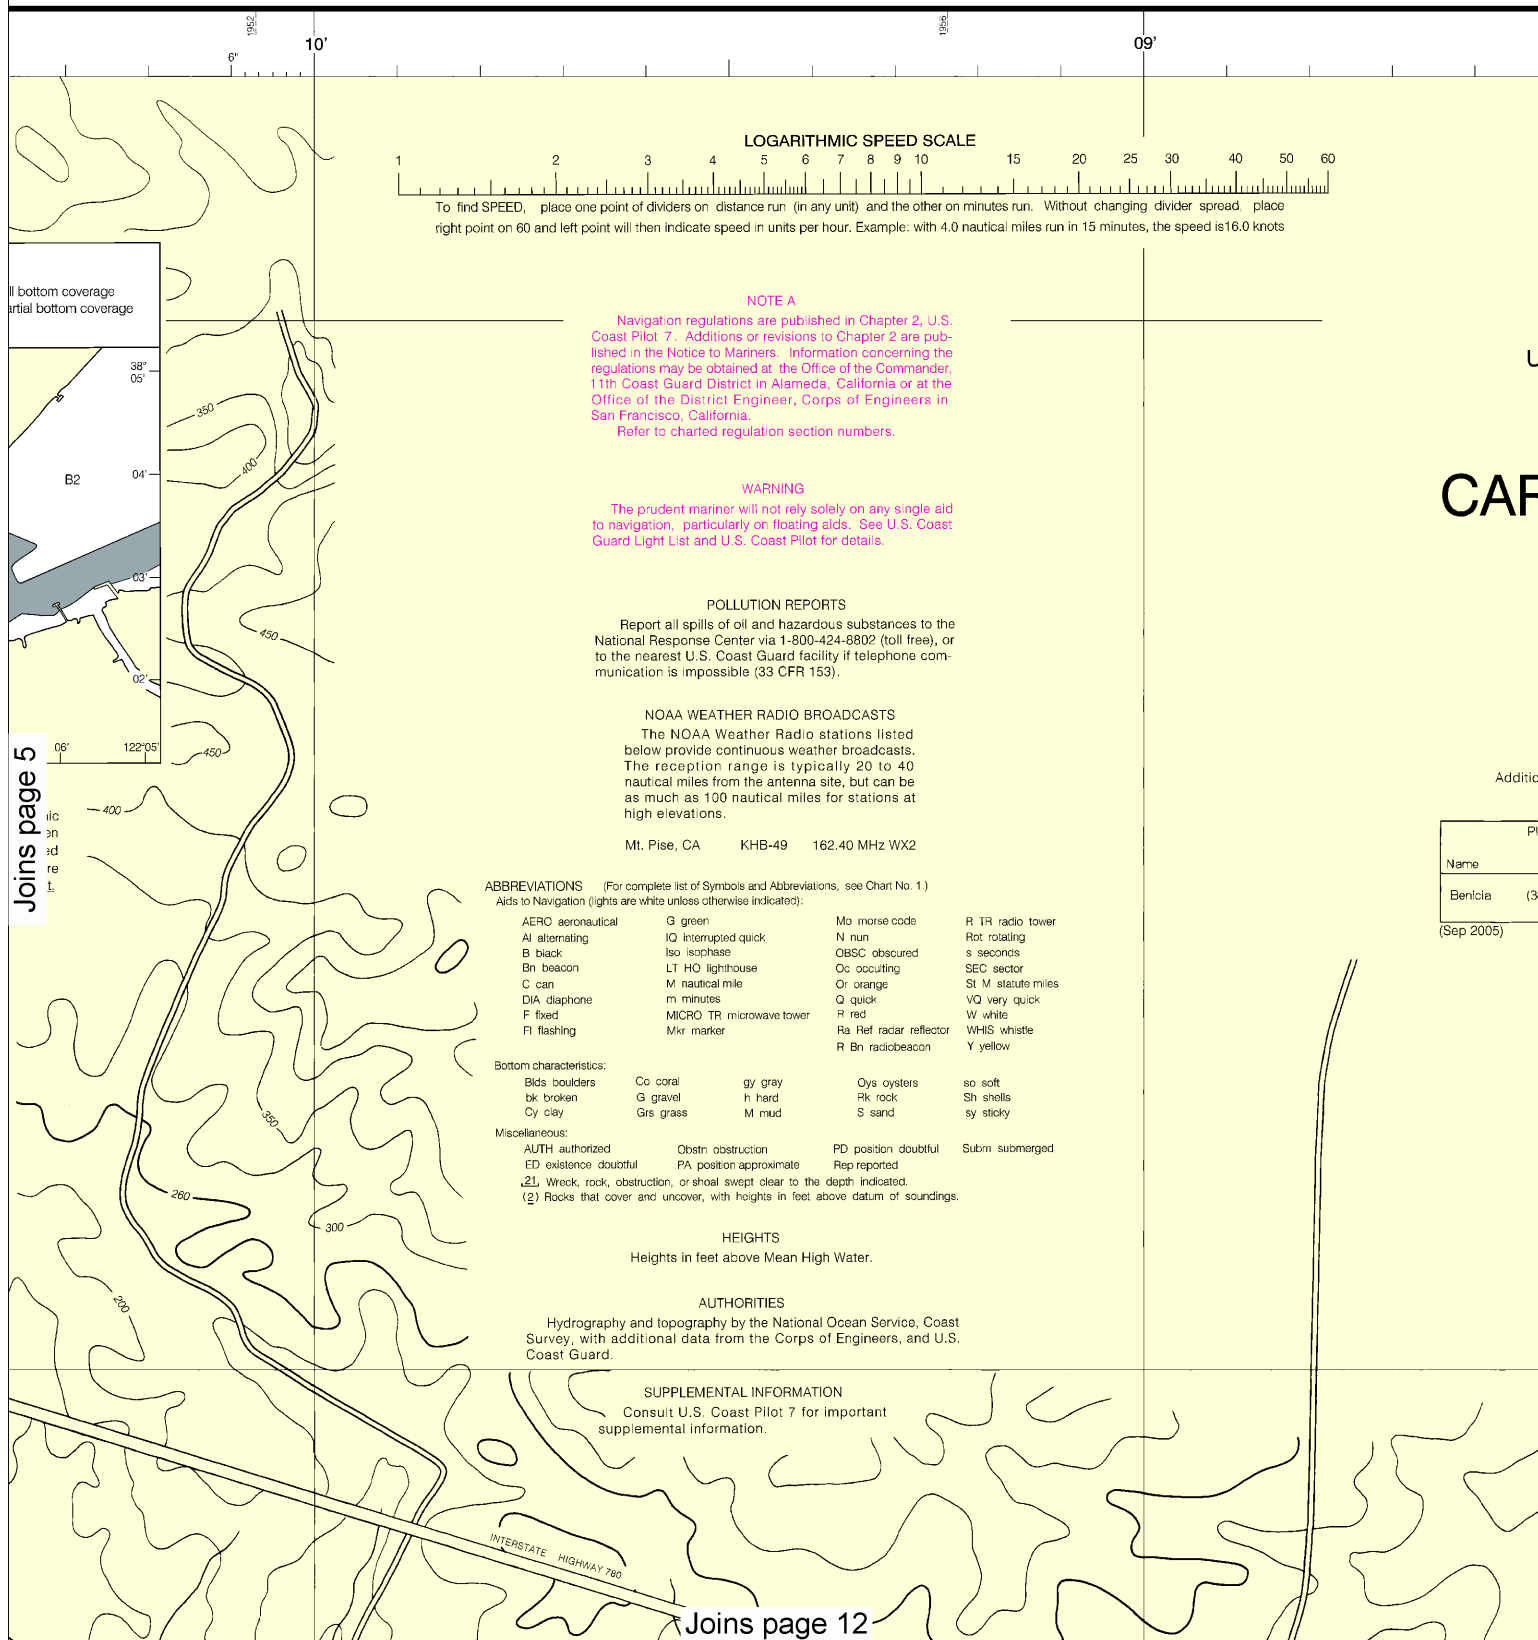 1952
1956
10'
09'
6"
LOGARITHMIC SPEED SCALE
1 2 3 4 5 6 7 8 9 10 15 20 25 30 40 50 60
To find SPEED, place one point of dividers on distance run (in any unit) and the other on minutes run. Without changing divider spread, place
right point on 60 and left point will then indicate speed in units per hour. Example: with 4.0 nautical miles run in 15 minutes, the speed is16.0 knots
ll bottom coverage
artial bottom coverage
38°
05'
B2
04'
03'
02'
06'
122°05'
Joins page 5
ic
en
ed
re
t.
350
400
450
450
400
350
260
300
200
NOTE A
Navigation regulations are published in Chapter 2, U.S.
Coast Pilot 7. Additions or revisions to Chapter 2 are pub-
lished in the Notice to Mariners. Information concerning the
regulations may be obtained at the Office of the Commander,
11th Coast Guard District in Alameda, California or at the
Office of the District Engineer, Corps of Engineers in
San Francisco, California.
Refer to charted regulation section numbers.
WARNING
The prudent mariner will not rely solely on any single aid
to navigation, particularly on floating aids. See U.S. Coast
Guard Light List and U.S. Coast Pilot for details.
POLLUTION REPORTS
Report all spills of oil and hazardous substances to the
National Response Center via 1-800-424-8802 (toll free), or
to the nearest U.S. Coast Guard facility if telephone com-
munication is impossible (33 CFR 153).
NOAA WEATHER RADIO BROADCASTS
The NOAA Weather Radio stations listed
below provide continuous weather broadcasts.
The reception range is typically 20 to 40
nautical miles from the antenna site, but can be
as much as 100 nautical miles for stations at
high elevations.
Mt. Pise, CA KHB-49 162.40 MHz WX2
ABBREVIATIONS (For complete list of Symbols and Abbreviations, see Chart No. 1.)
Aids to Navigation (lights are white unless otherwise indicated):
AERO aeronautical G green Mo morse code R TR radio tower
Al alternating IQ interrupted quick N nun Rot rotating
B black Iso isophase OBSC obscured s seconds
Bn beacon LT HO lighthouse Oc occulting SEC sector
C can M nautical mile Or orange St M statute miles
DIA diaphone m minutes Q quick VQ very quick
F fixed MICRO TR microwave tower R red W white
Fl flashing Mkr marker Ra Ref radar reflector WHIS whistle
R Bn radiobeacon Y yellow
Bottom characteristics:
Blds boulders Co coral gy gray Oys oysters so soft
bk broken G gravel h hard Rk rock Sh shells
Cy clay Grs grass M mud S sand sy sticky
Miscellaneous:
AUTH authorized Obstn obstruction PD position doubtful Subm submerged
ED existence doubtful PA position approximate Rep reported
21, Wreck, rock, obstruction, or shoal swept clear to the depth indicated.
(2) Rocks that cover and uncover, with heights in feet above datum of soundings.
HEIGHTS
Heights in feet above Mean High Water.
AUTHORITIES
Hydrography and topography by the National Ocean Service, Coast
Survey, with additional data from the Corps of Engineers, and U.S.
Coast Guard.
SUPPLEMENTAL INFORMATION
Consult U.S. Coast Pilot 7 for important
supplemental information.
U
CAR
Additio
Pl
Name
Benicia (3
(Sep 2005)
INTERSTATE HIGHWAY 780
Joins page 12